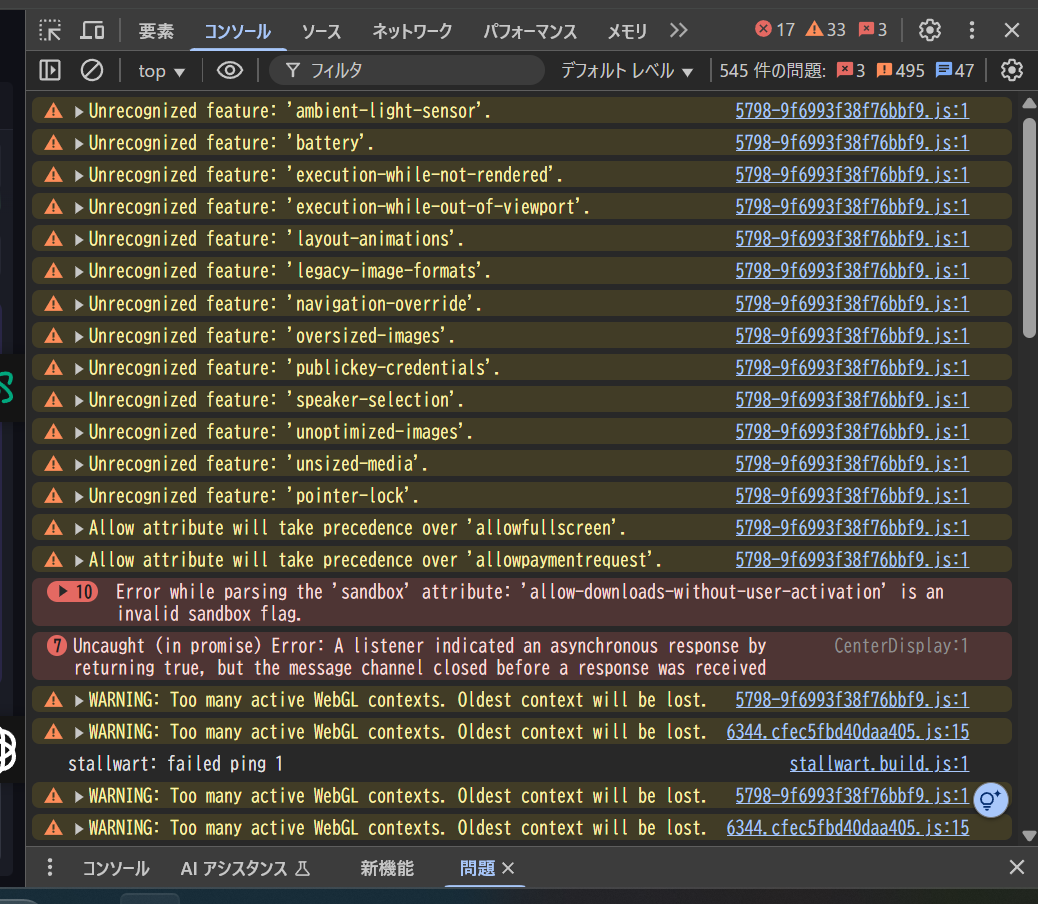 要素 コンソール ソース ネットワーク パフォーマンス メモリ 17 33 3
top フィルタ デフォルト レベル 545 件の問題: 3 495 47
Unrecognized feature: 'ambient-light-sensor'. 5798-9f6993f38f76bbf9.js:1
Unrecognized feature: 'battery'. 5798-9f6993f38f76bbf9.js:1
Unrecognized feature: 'execution-while-not-rendered'. 5798-9f6993f38f76bbf9.js:1
Unrecognized feature: 'execution-while-out-of-viewport'. 5798-9f6993f38f76bbf9.js:1
Unrecognized feature: 'layout-animations'. 5798-9f6993f38f76bbf9.js:1
Unrecognized feature: 'legacy-image-formats'. 5798-9f6993f38f76bbf9.js:1
Unrecognized feature: 'navigation-override'. 5798-9f6993f38f76bbf9.js:1
Unrecognized feature: 'oversized-images'. 5798-9f6993f38f76bbf9.js:1
Unrecognized feature: 'publickey-credentials'. 5798-9f6993f38f76bbf9.js:1
Unrecognized feature: 'speaker-selection'. 5798-9f6993f38f76bbf9.js:1
Unrecognized feature: 'unoptimized-images'. 5798-9f6993f38f76bbf9.js:1
Unrecognized feature: 'unsized-media'. 5798-9f6993f38f76bbf9.js:1
Unrecognized feature: 'pointer-lock'. 5798-9f6993f38f76bbf9.js:1
Allow attribute will take precedence over 'allowfullscreen'. 5798-9f6993f38f76bbf9.js:1
Allow attribute will take precedence over 'allowpaymentrequest'. 5798-9f6993f38f76bbf9.js:1
10 Error while parsing the 'sandbox' attribute: 'allow-downloads-without-user-activation' is an
invalid sandbox flag.
7 Uncaught (in promise) Error: A listener indicated an asynchronous response by CenterDisplay:1
returning true, but the message channel closed before a response was received
WARNING: Too many active WebGL contexts. Oldest context will be lost. 5798-9f6993f38f76bbf9.js:1
WARNING: Too many active WebGL contexts. Oldest context will be lost. 6344.cfec5fbd40daa405.js:15
stallwart: failed ping 1 stallwart.build.js:1
WARNING: Too many active WebGL contexts. Oldest context will be lost. 5798-9f6993f38f76bbf9.js:1
WARNING: Too many active WebGL contexts. Oldest context will be lost. 6344.cfec5fbd40daa405.js:15
コンソール AI アシスタンス 新機能 問題